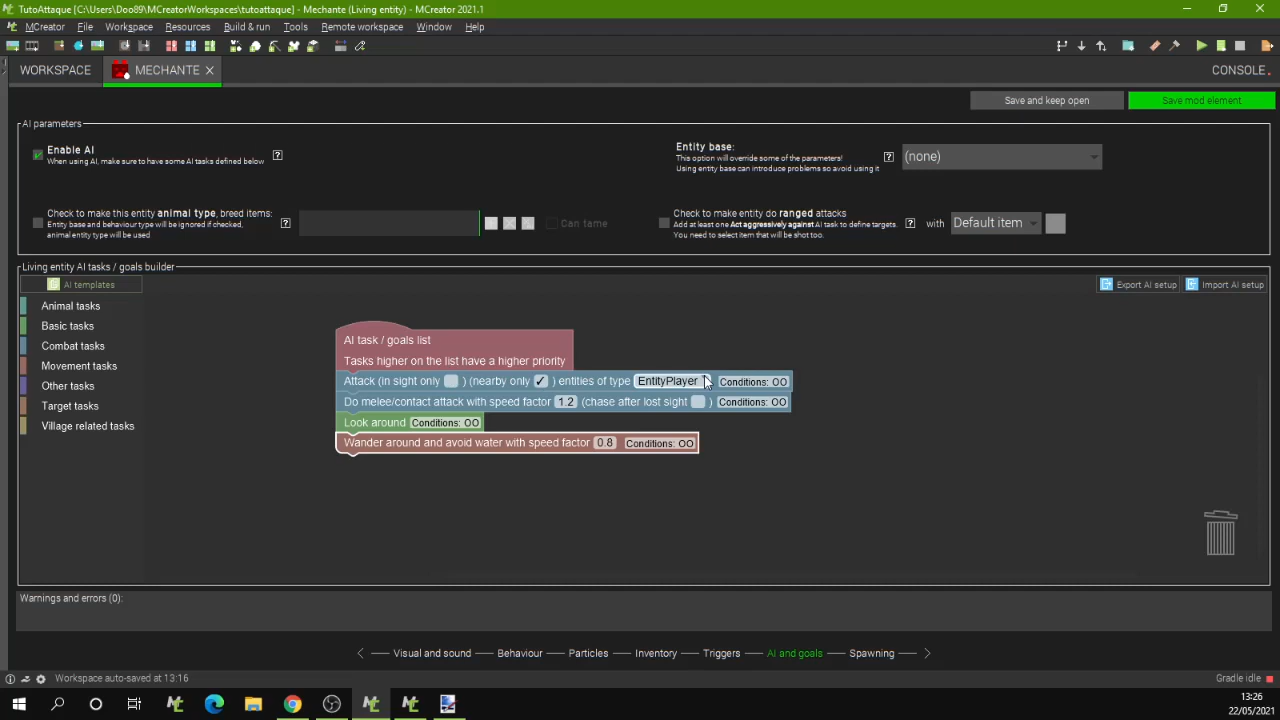 TutoAttaque [C:\Users\Doo89\MCreatorWorkspaces\tutoattaque] - Mechante (Living entity) - MCreator 2021.1
MCreator File Workspace Resources Build & run Tools Remote workspace Window Help
WORKSPACE MECHANTE CONSOLE
Save and keep open Save mod element
AI parameters
Enable AI
When using AI, make sure to have some AI tasks defined below
?
Entity base:
This option will override some of the parameters!
Using entity base can introduce problems so avoid using it
? (none)
Check to make this entity animal type, breed items:
Entity base and behaviour type will be ignored if checked,
animal entity type will be used
? Can tame
Check to make entity do ranged attacks
Add at least one Act aggressively against AI task to define targets.
You need to select item that will be shot too.
? with Default item
Living entity AI tasks / goals builder
AI templates Export AI setup Import AI setup
Animal tasks
Basic tasks
Combat tasks
Movement tasks
Other tasks
Target tasks
Village related tasks
AI task / goals list
Tasks higher on the list have a higher priority
Attack (in sight only ) (nearby only ✓ ) entities of type EntityPlayer Conditions: OO
Do melee/contact attack with speed factor 1.2 (chase after lost sight ) Conditions: OO
Look around Conditions: OO
Wander around and avoid water with speed factor 0.8 Conditions: OO
Warnings and errors (0):
Visual and sound Behaviour Particles Inventory Triggers AI and goals Spawning
Workspace auto-saved at 13:16 Gradle idle
13:26
22/05/2021